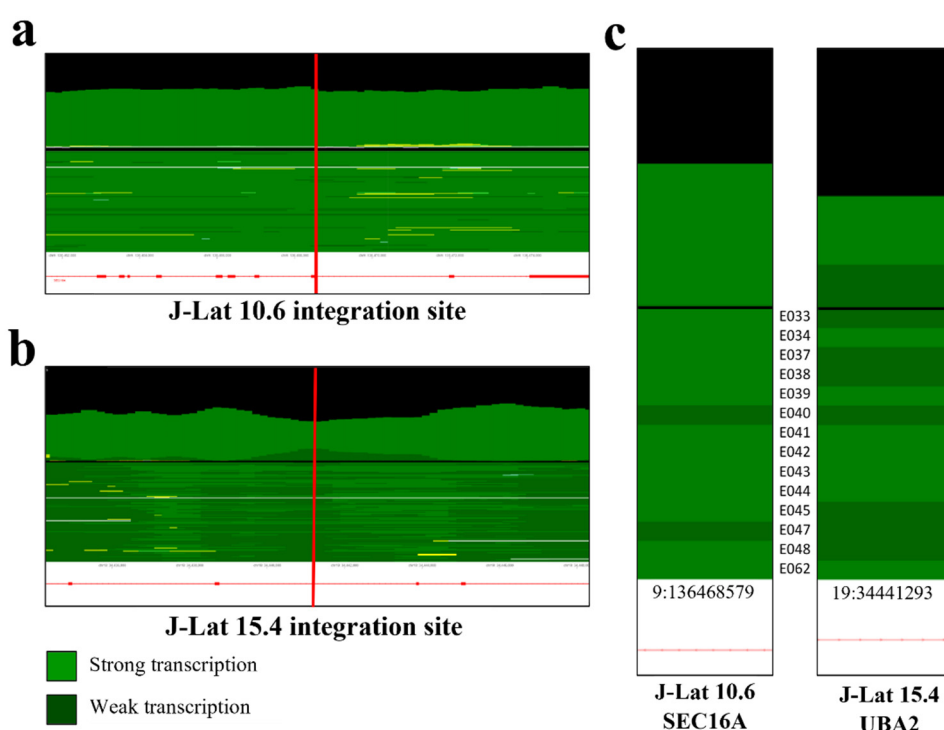 a
J-Lat 10.6 integration site
b
J-Lat 15.4 integration site
Strong transcription
Weak transcription
c
E033
E034
E037
E038
E039
E040
E041
E042
E043
E044
E045
E047
E048
E062
9:136468579
19:34441293
J-Lat 10.6
SEC16A
J-Lat 15.4
UBA2